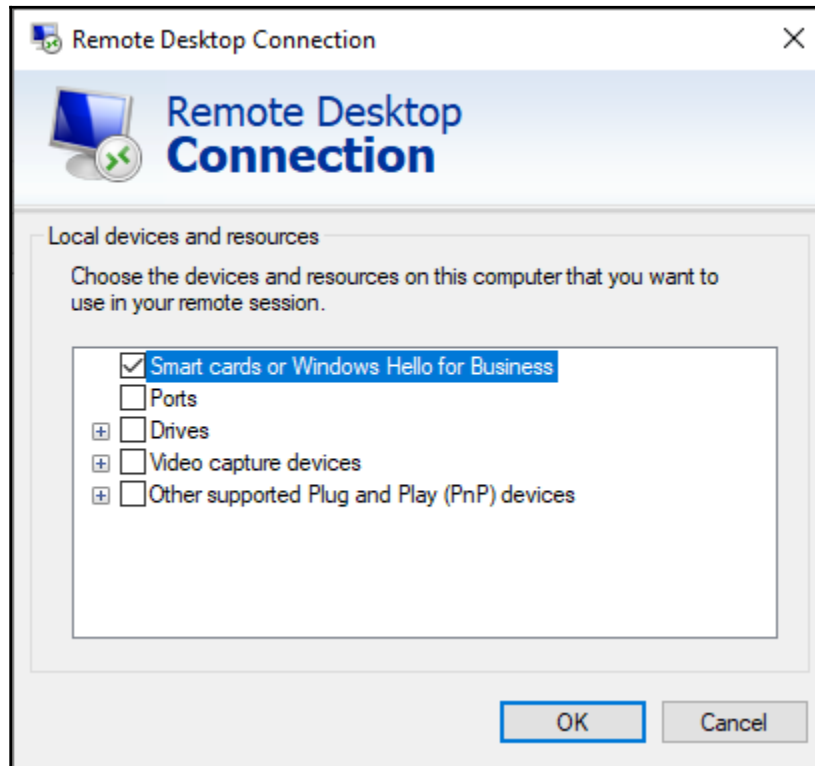 Remote Desktop Connection
Remote Desktop
Connection
Local devices and resources
Choose the devices and resources on this computer that you want to
use in your remote session.
Smart cards or Windows Hello for Business
Ports
Drives
Video capture devices
Other supported Plug and Play (PnP) devices
OK
Cancel